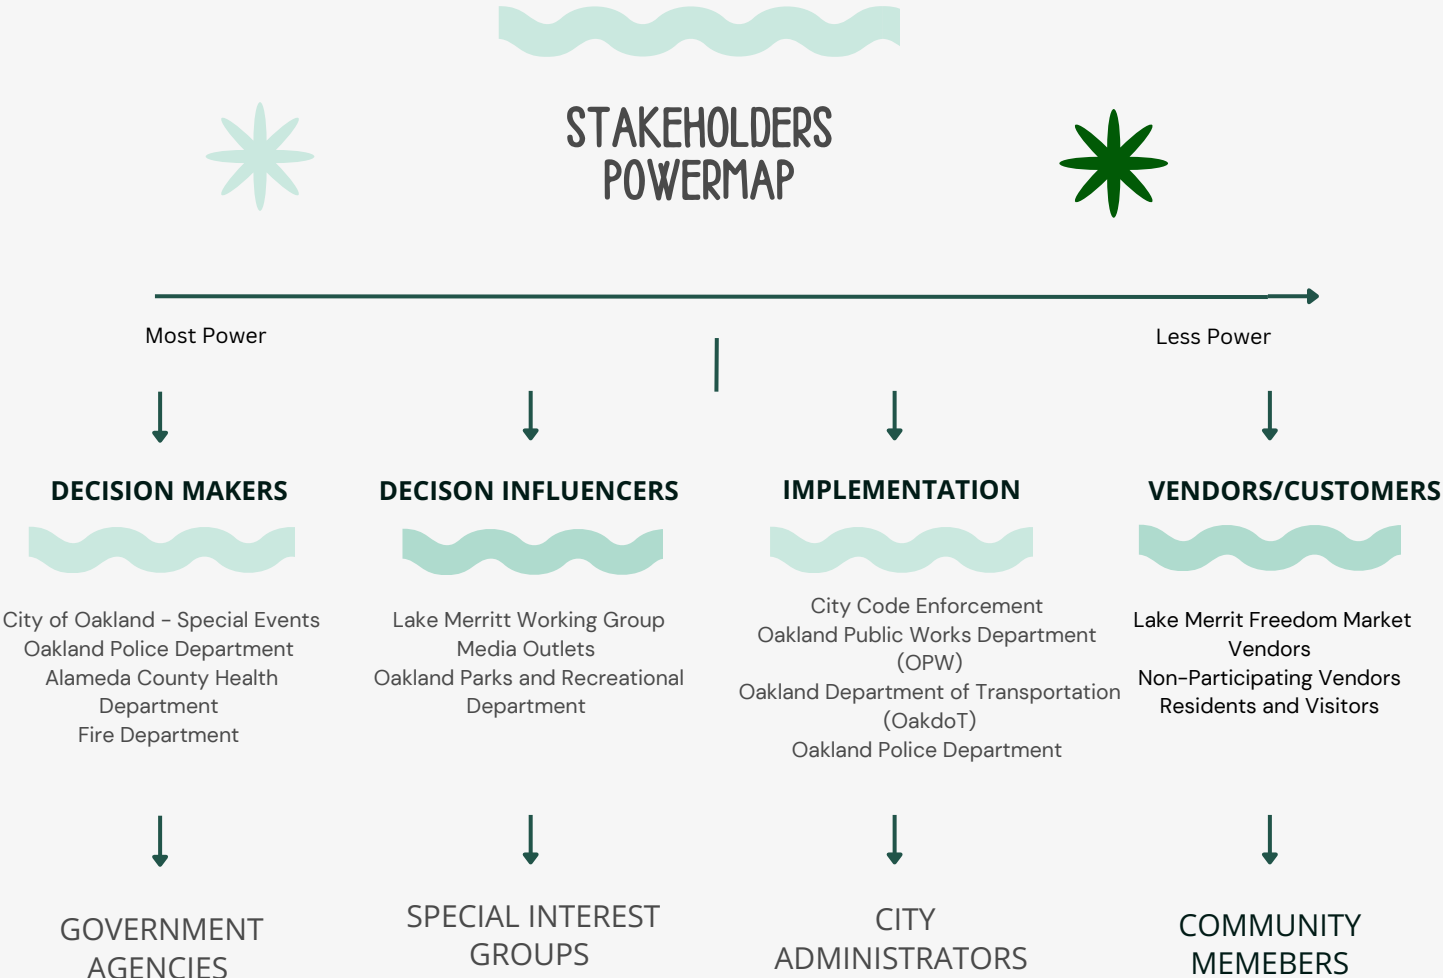 STAKEHOLDERS
POWERMAP
Most Power
Less Power
DECISION MAKERS
City of Oakland - Special Events
Oakland Police Department
Alameda County Health
Department
Fire Department
GOVERNMENT
AGENCIES
DECISON INFLUENCERS
Lake Merritt Working Group
Media Outlets
Oakland Parks and Recreational
Department
SPECIAL INTEREST
GROUPS
IMPLEMENTATION
City Code Enforcement
Oakland Public Works Department
(OPW)
Oakland Department of Transportation
(OakdoT)
Oakland Police Department
CITY
ADMINISTRATORS
VENDORS/CUSTOMERS
Lake Merrit Freedom Market
Vendors
Non-Participating Vendors
Residents and Visitors
COMMUNITY
MEMEBERS